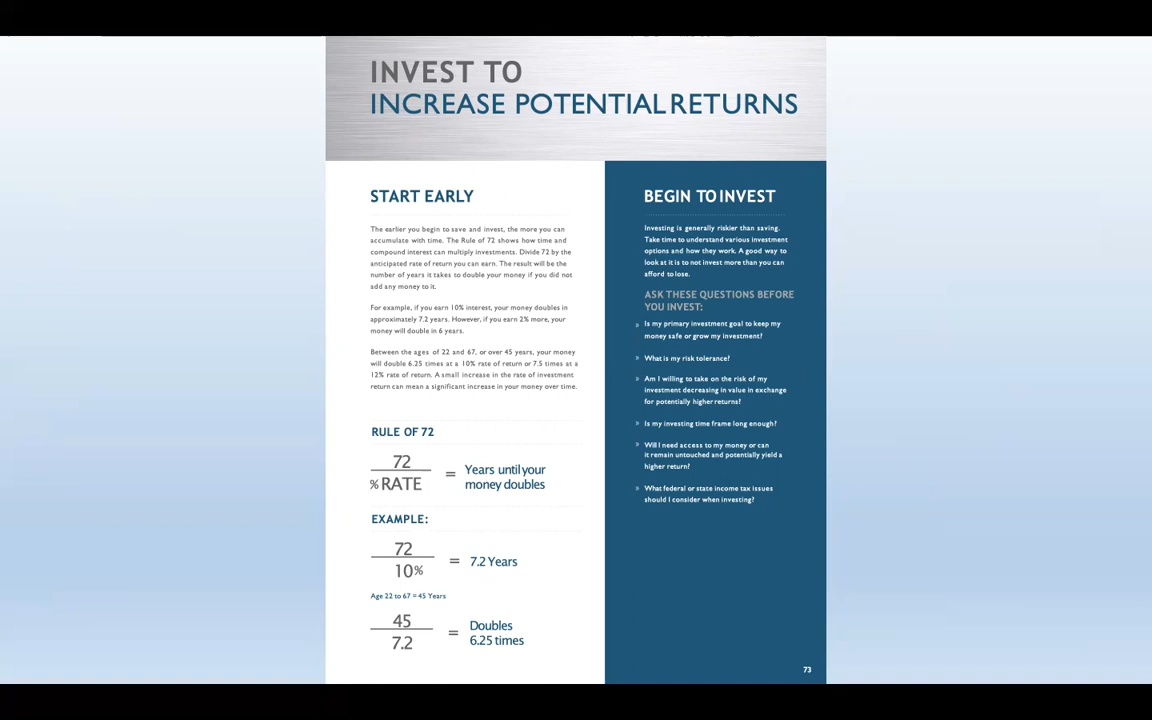 INVEST TO
INCREASE POTENTIAL RETURNS
START EARLY
The earlier you begin to save and invest, the more you can
accumulate with time. The Rule of 72 shows how time and
compound interest can multiply investments. Divide 72 by the
anticipated rate of return you can earn. The result will be the
number of years it takes to double your money if you did not
add any money to it.
For example, if you earn 10% interest, your money doubles in
approximately 7.2 years. However, if you earn 2% more, your
money will double in 6 years.
Between the ages of 22 and 67, or over 45 years, your money
will double 6.25 times at a 10% rate of return or 7.5 times at a
12% rate of return. A small increase in the rate of investment
return can mean a significant increase in your money over time.
RULE OF 72
72
% RATE
= Years until your
money doubles
EXAMPLE:
72
10%
= 7.2 Years
Age 22 to 67 = 45 Years
45
7.2
= Doubles
6.25 times
BEGIN TO INVEST
Investing is generally riskier than saving.
Take time to understand various investment
options and how they work. A good way to
look at it is to not invest more than you can
afford to lose.
ASK THESE QUESTIONS BEFORE
YOU INVEST:
» Is my primary investment goal to keep my
money safe or grow my investment?
» What is my risk tolerance?
» Am I willing to take on the risk of my
investment decreasing in value in exchange
for potentially higher returns?
» Is my investing time frame long enough?
» Will I need access to my money or can
it remain untouched and potentially yield a
higher return?
» What federal or state income tax issues
should I consider when investing?
73